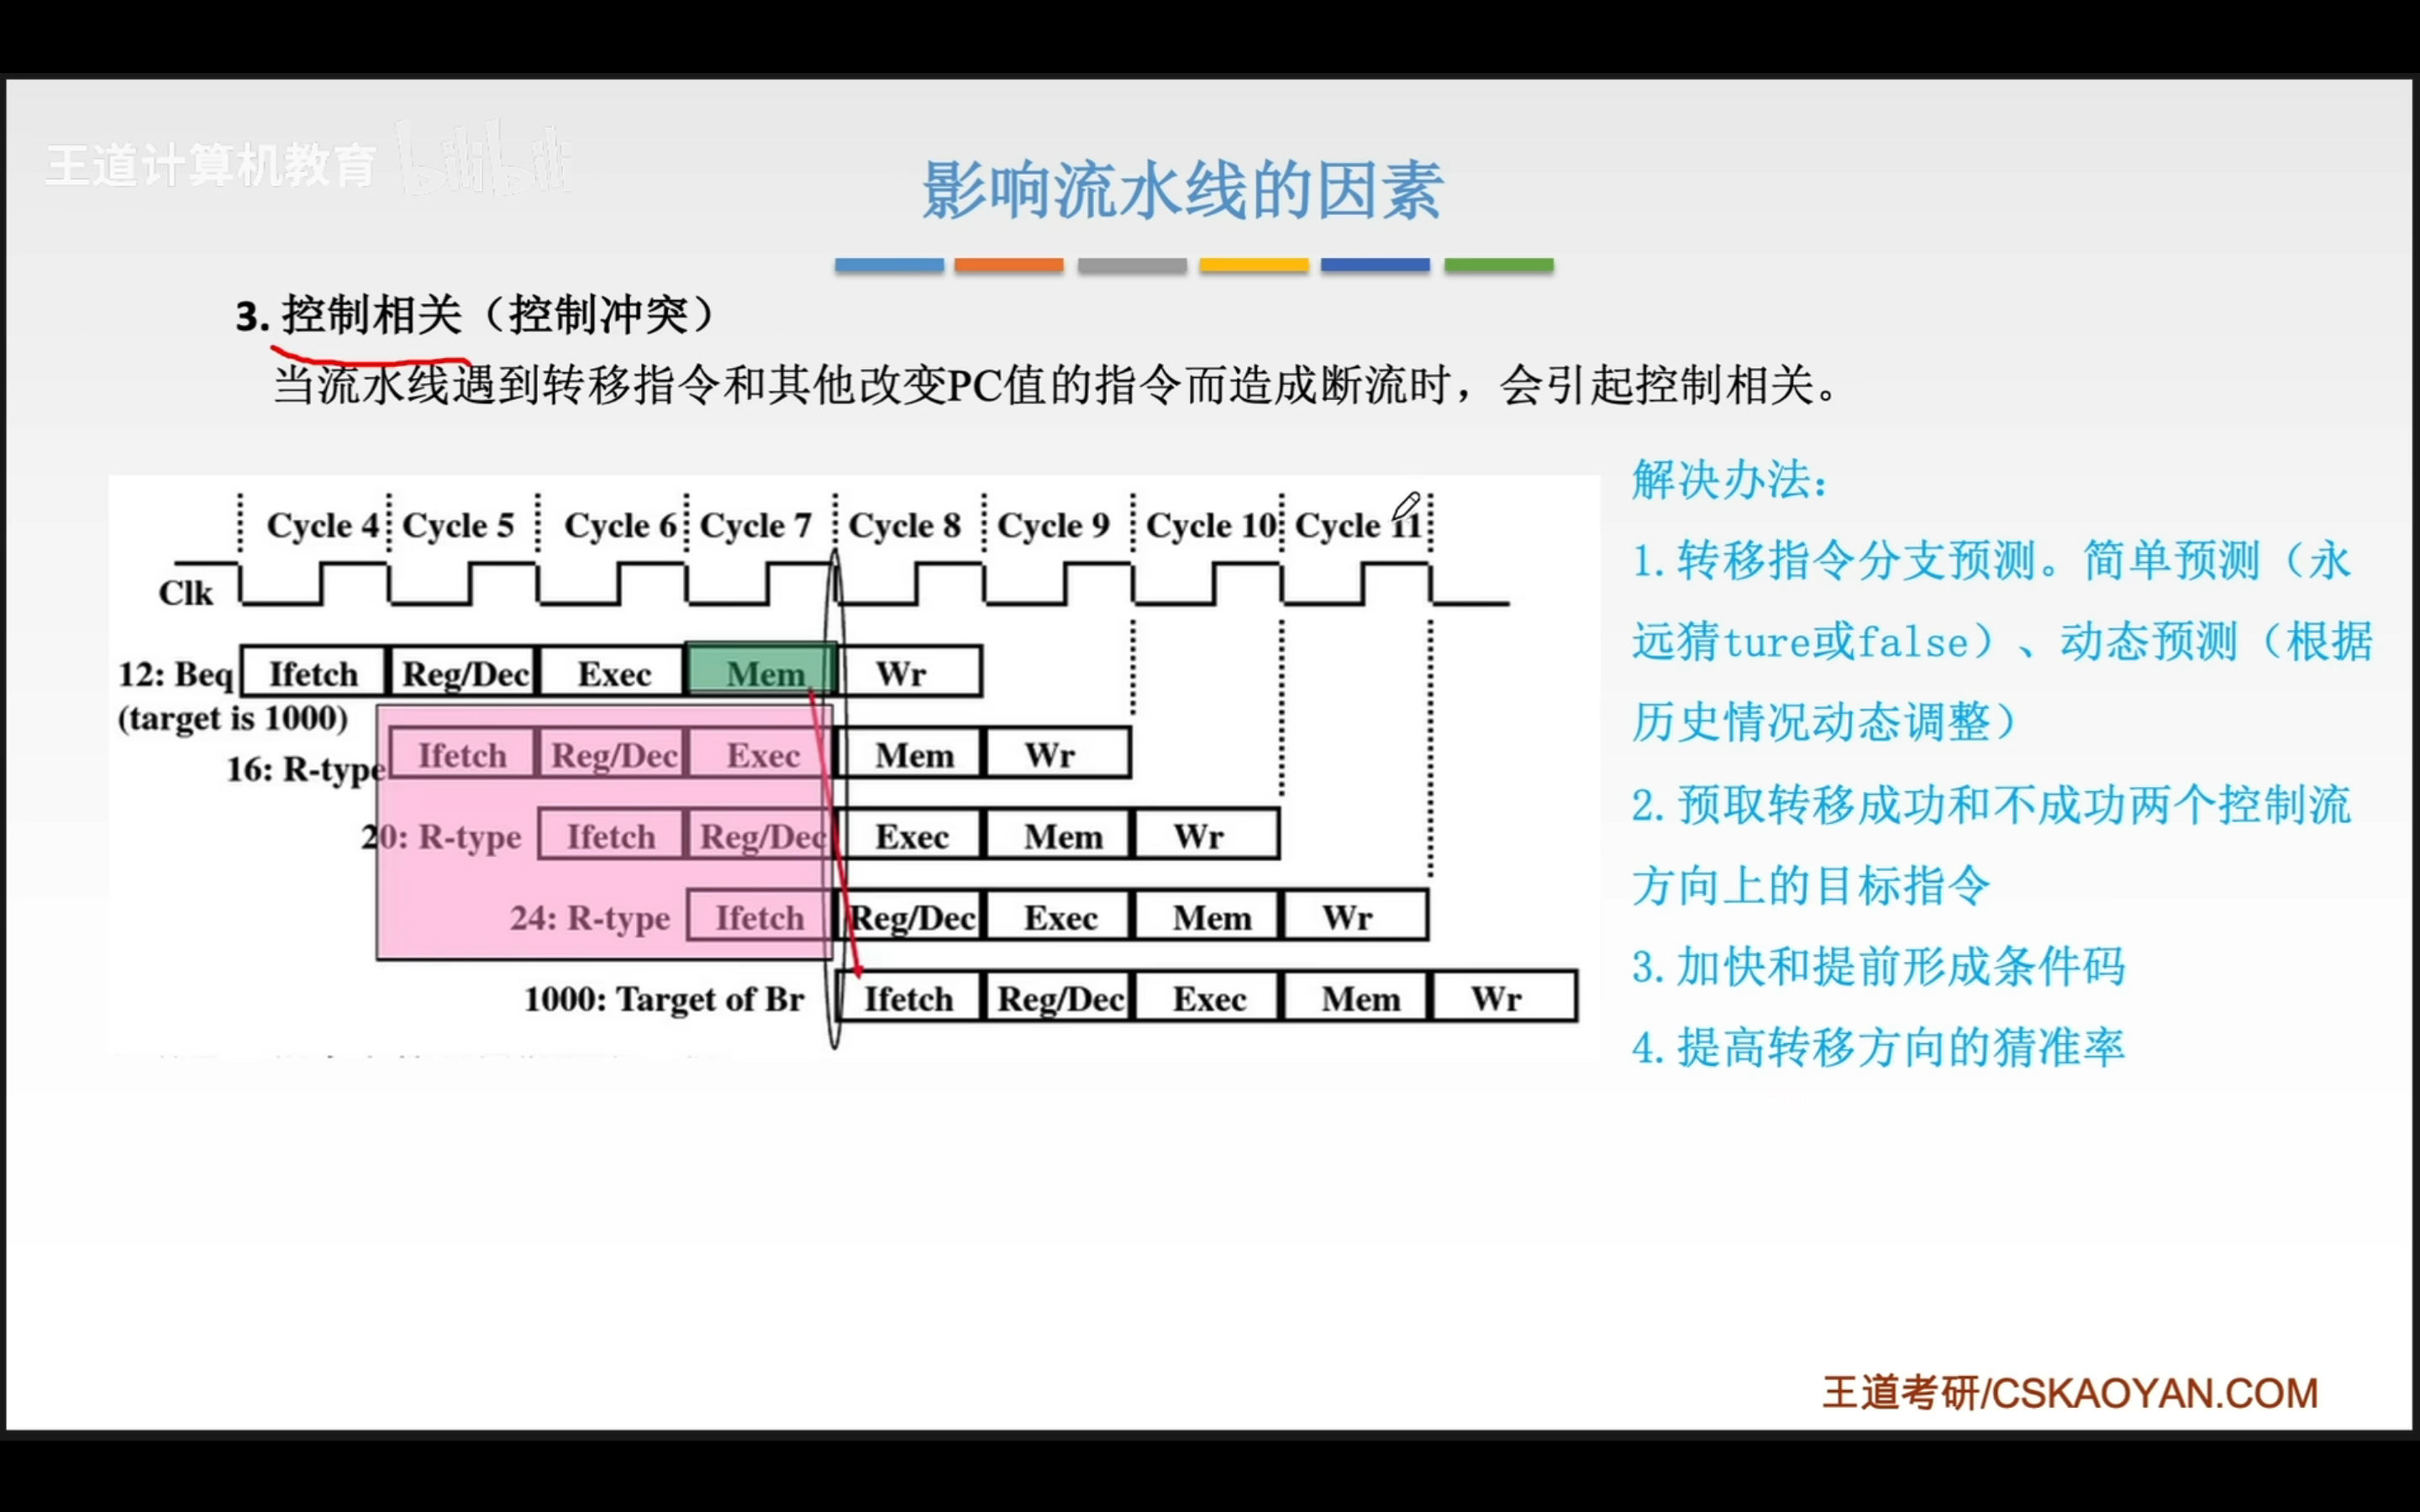 王道计算机教育 bilibili
影响流水线的因素
3. 控制相关（控制冲突）
当流水线遇到转移指令和其他改变PC值的指令而造成断流时，会引起控制相关。
Cycle 4 Cycle 5 Cycle 6 Cycle 7 Cycle 8 Cycle 9 Cycle 10 Cycle 11
Clk
12: Beq Ifetch Reg/Dec Exec Mem Wr
(target is 1000)
16: R-type Ifetch Reg/Dec Exec Mem Wr
20: R-type Ifetch Reg/Dec Exec Mem Wr
24: R-type Ifetch Reg/Dec Exec Mem Wr
1000: Target of Br Ifetch Reg/Dec Exec Mem Wr
解决办法：
1. 转移指令分支预测。简单预测（永
远猜ture或false）、动态预测（根据
历史情况动态调整）
2. 预取转移成功和不成功两个控制流
方向上的目标指令
3. 加快和提前形成条件码
4. 提高转移方向的猜准率
王道考研/CSKAOYAN.COM